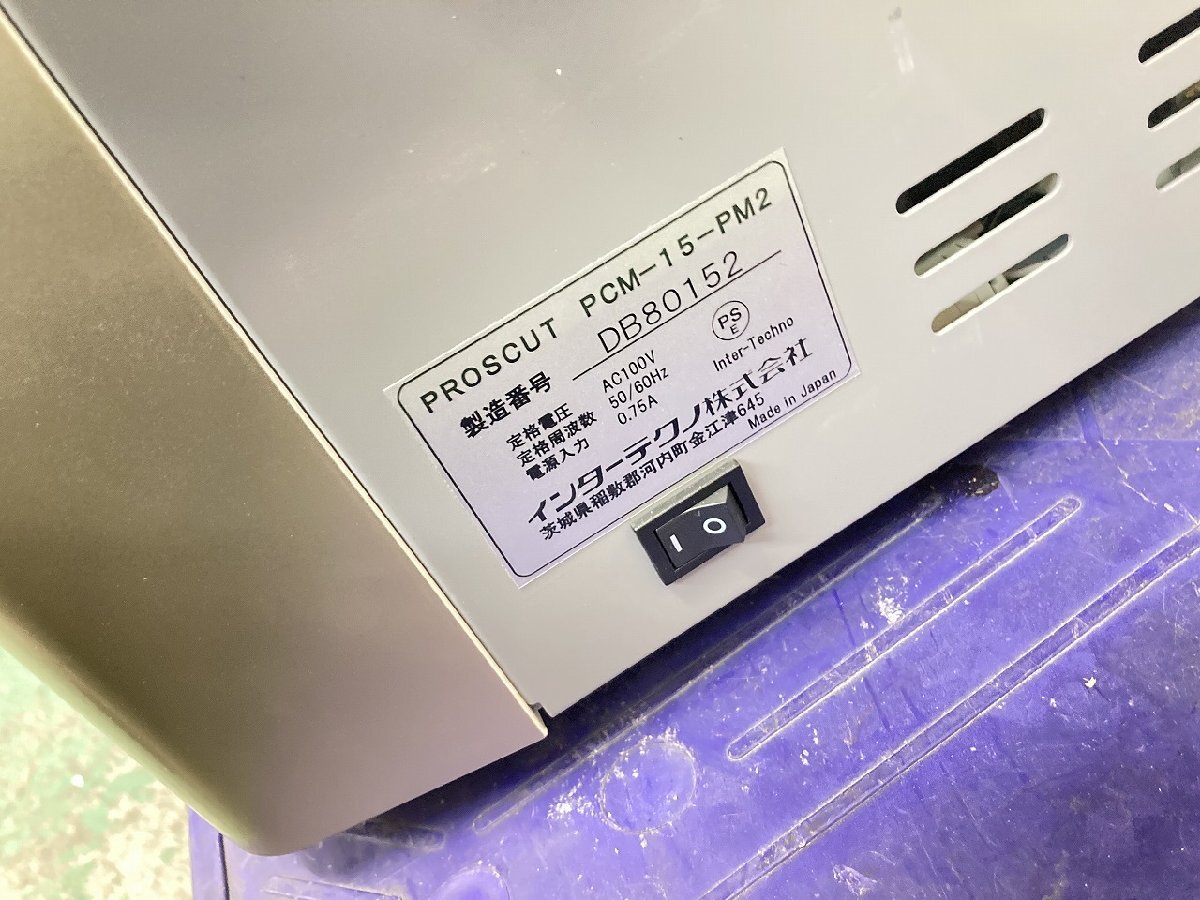 PROSCUT PCM-15-PM2
製造番号 DB80152
定格電圧 AC100V
定格周波数 50/60Hz
電源入力 0.75A
PS
E
Inter-Techno
インターテクノ株式会社
茨城県稲敷郡河内町金江津645
Made in Japan
I O